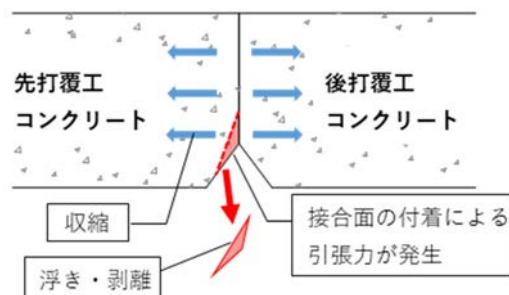 先打覆工
コンクリート
後打覆工
コンクリート
収縮
接合面の付着による
引張力が発生
浮き・剥離